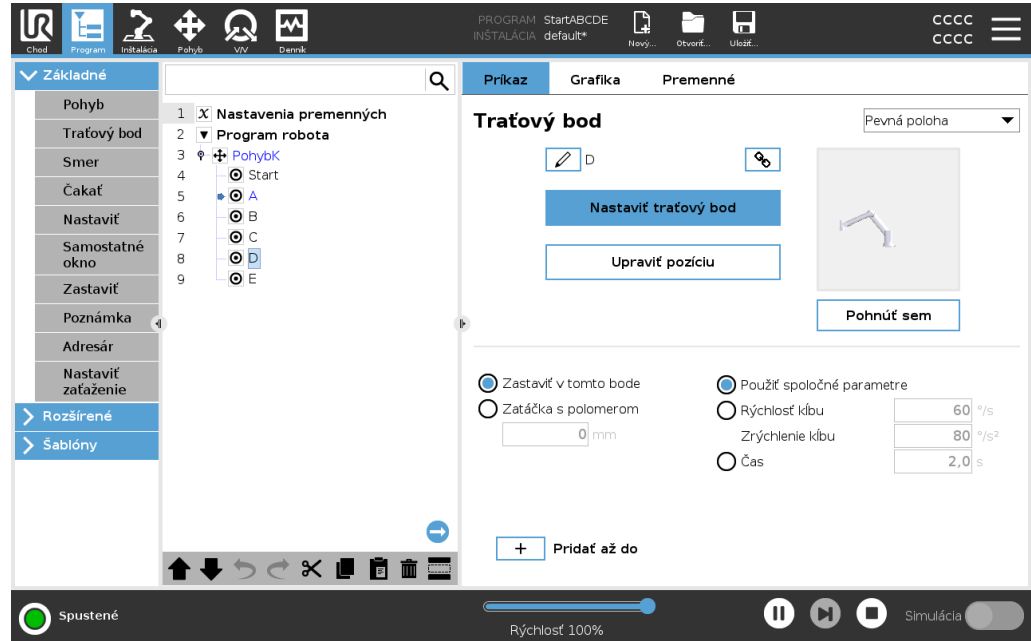 UR
Chod
Program
Inštalácia
Pohyb
V/V
Denník
PROGRAM StartABCDE
INŠTALÁCIA default*
Nový...
Otvoriť...
Uložiť...
CCCC
CCCC
Základné
Pohyb
Traťový bod
Smer
Čakať
Nastaviť
Samostatné
okno
Zastaviť
Poznámka
Adresár
Nastaviť
zaťaženie
Rozšírené
Šablóny
1 X Nastavenia premenných
2 Program robota
3 PohybK
4 Start
5 A
6 B
7 C
8 D
9 E
Príkaz
Grafika
Premenné
Traťový bod
Pevná poloha
D
Nastaviť traťový bod
Upraviť pozíciu
Pohnúť sem
Zastaviť v tomto bode
Zatáčka s polomerom
0 mm
Použiť spoločné parametre
Rýchlosť kĺbu 60 °/s
Zrýchlenie kĺbu 80 °/s²
Čas 2,0 s
+ Pridať až do
Spustené
Rýchlosť 100%
Simulácia